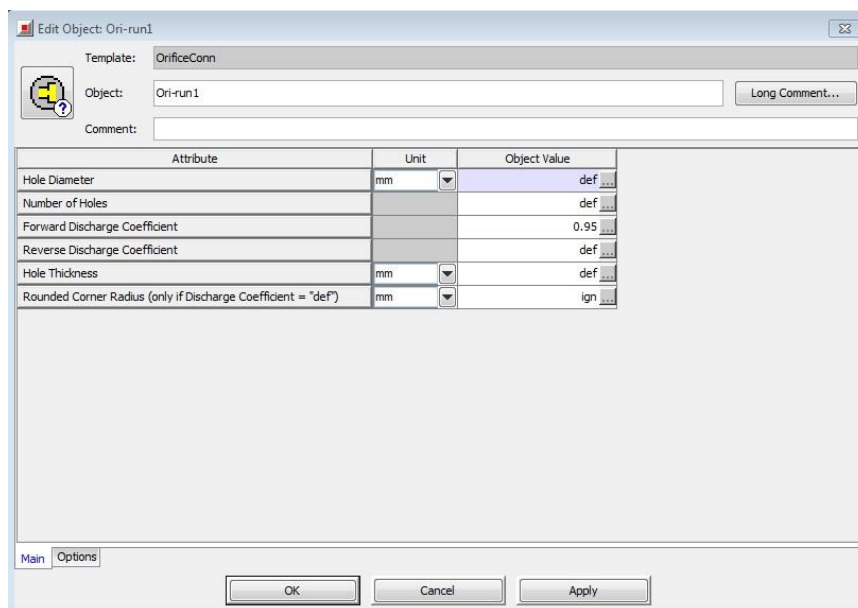 Edit Object: Ori-run1
Template: OrificeConn
Object: Ori-run1 Long Comment...
Comment:
Attribute Unit Object Value
Hole Diameter mm def ...
Number of Holes def ...
Forward Discharge Coefficient 0.95 ...
Reverse Discharge Coefficient def ...
Hole Thickness mm def ...
Rounded Corner Radius (only if Discharge Coefficient = "def") mm ign ...
Main Options
OK Cancel Apply